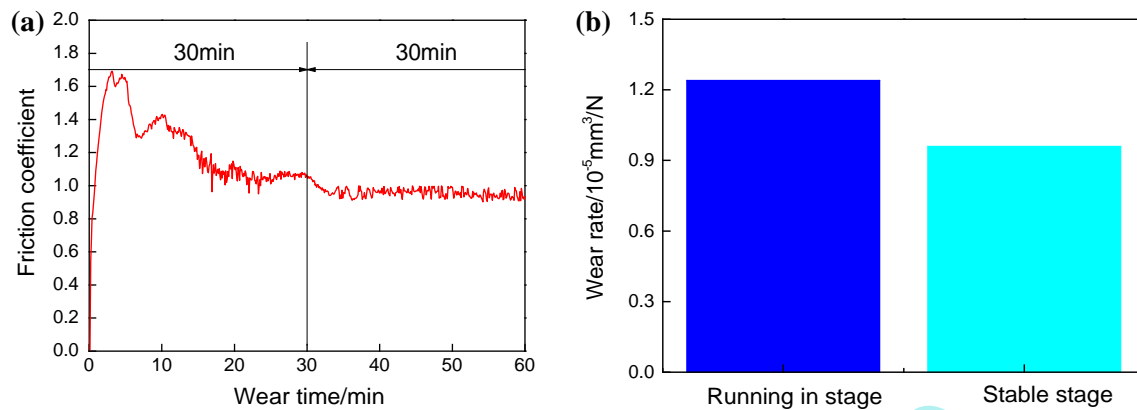 (a)
2.0
1.8
1.6
1.4
1.2
1.0
0.8
0.6
0.4
0.2
0.0
30min
30min
Friction coefficient
0
10
20
30
40
50
60
Wear time/min
(b)
1.5
1.2
0.9
0.6
0.3
0.0
Wear rate/10⁻⁵mm³/N
Running in stage
Stable stage